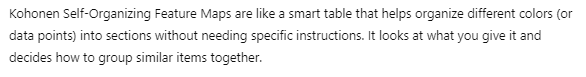 Kohonen Self-Organizing Feature Maps are like a smart table that helps organize different colors (or
data points) into sections without needing specific instructions. It looks at what you give it and
decides how to group similar items together.